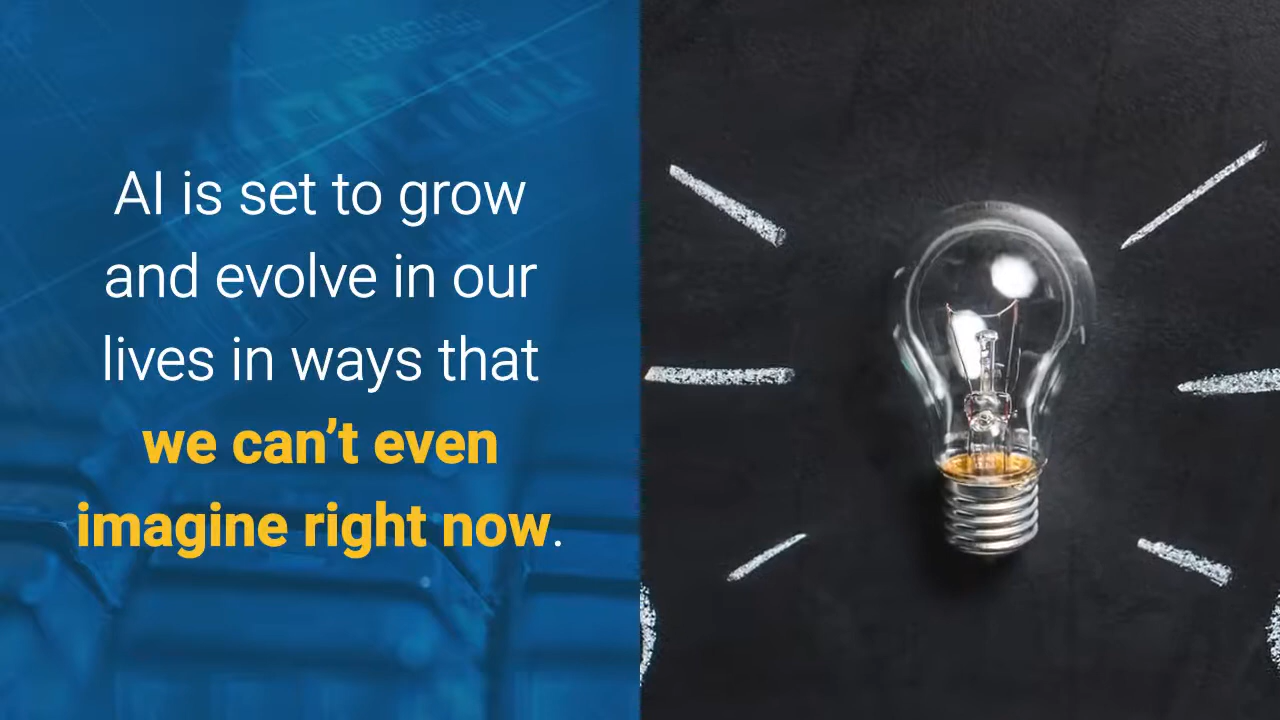 AI is set to grow
and evolve in our
lives in ways that
we can’t even
imagine right now.